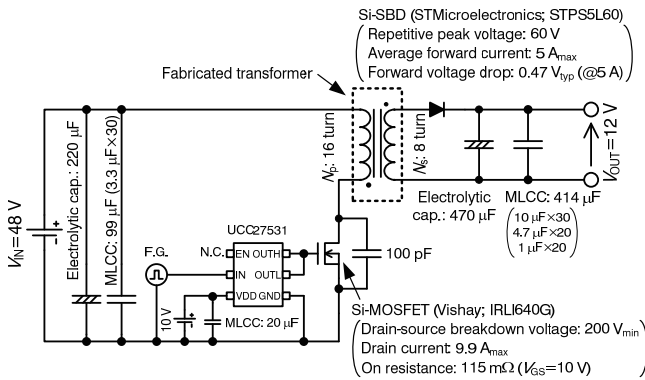 Si-SBD (STMicroelectronics; STPS5L60)
Repetitive peak voltage: 60 V
Average forward current: 5 Amax
Forward voltage drop: 0.47 Vtyp (@5 A)
Fabricated transformer
Np: 16 turn
Ns: 8 turn
VIN=48 V
Electrolytic cap.: 220 μF
MLCC: 99 μF (3.3 μF×30)
Electrolytic
cap.: 470 μF
MLCC: 414 μF
10 μF×30
4.7 μF×20
1 μF×20
VOUT=12 V
UCC27531
N.C.
EN OUTH
IN OUTL
VDD GND
F.G.
10 V
MLCC: 20 μF
100 pF
Si-MOSFET (Vishay; IRLI640G)
Drain-source breakdown voltage: 200 Vmin
Drain current: 9.9 Amax
On resistance: 115 mΩ (VGS=10 V)